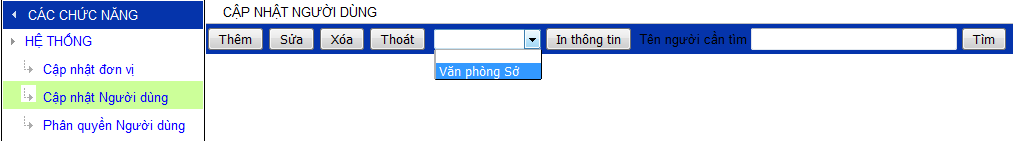 CÁC CHỨC NĂNG
HỆ THỐNG
Cập nhật đơn vị
Cập nhật Người dùng
Phân quyền Người dùng
CẬP NHẬT NGƯỜI DÙNG
Thêm Sửa Xóa Thoát In thông tin Tên người cần tìm Tìm
Văn phòng Sở